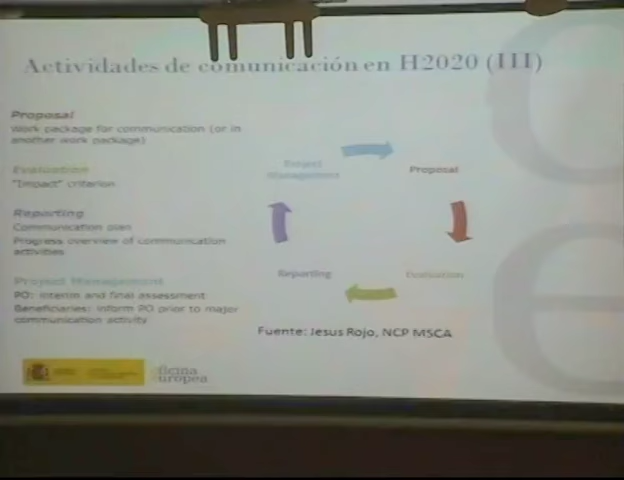 Actividades de comunicación en H2020 (III)
Proposal
Work package for communication (or in
another work package)
Evaluation
"Impact" criterion
Reporting
Communication plan
Progress overview of communication
activities
Project Management
PO: interim and final assessment
Beneficiaries: inform PO prior to major
communication activity
Project
Management
Proposal
Reporting
Evaluation
Fuente: Jesus Rojo, NCP MSCA
oficina
europea